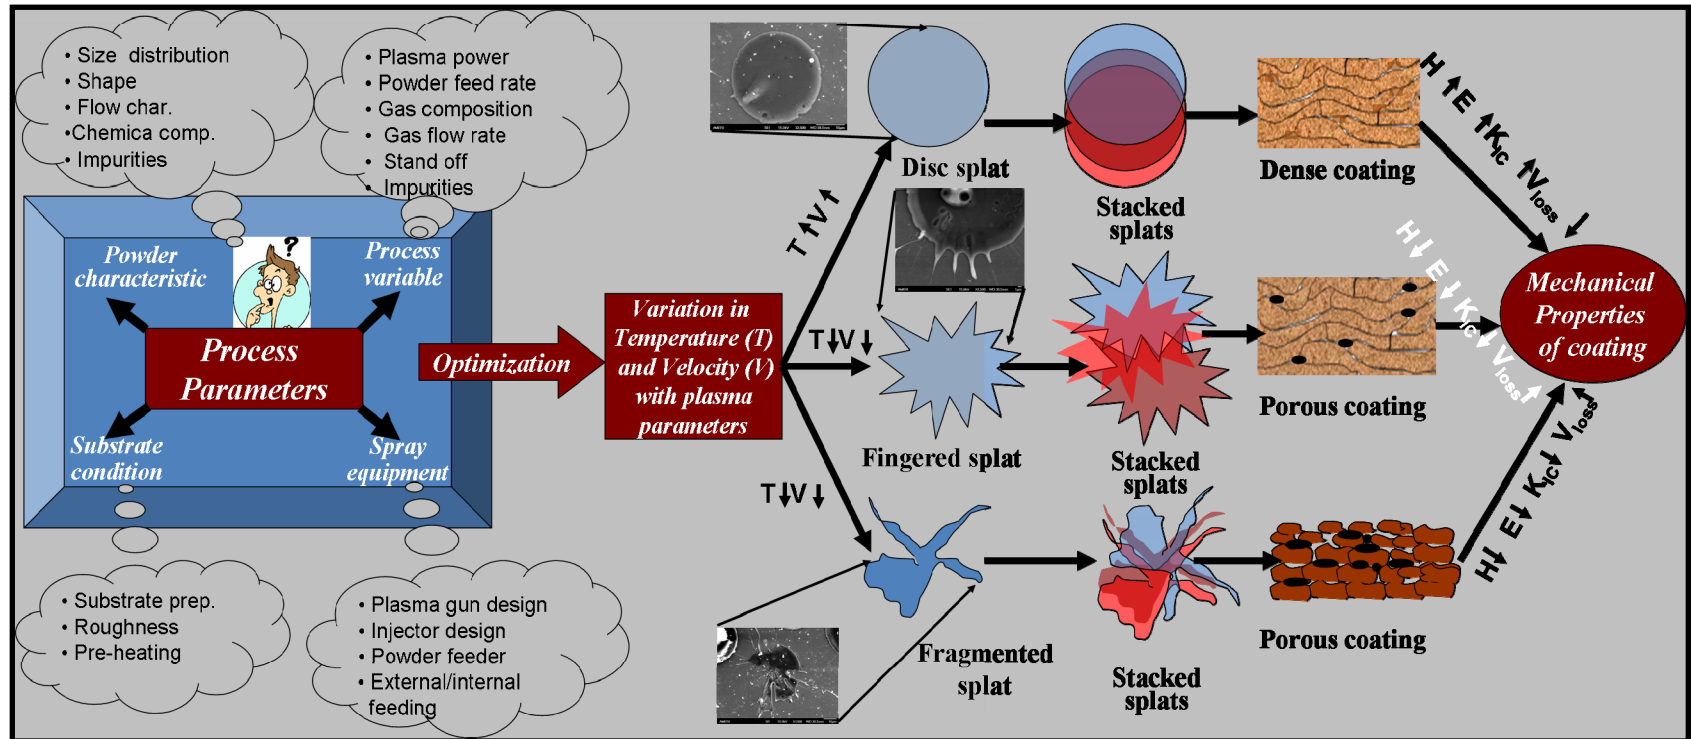 • Size distribution
• Shape
• Flow char.
•Chemica comp.
• Impurities
• Plasma power
• Powder feed rate
• Gas composition
• Gas flow rate
• Stand off
• Impurities
Powder
characteristic
?
Process
variable
Process
Parameters
Substrate
condition
Spray
equipment
• Substrate prep.
• Roughness
• Pre-heating
• Plasma gun design
• Injector design
• Powder feeder
• External/internal
feeding
Optimization
Variation in
Temperature (T)
and Velocity (V)
with plasma
parameters
T↑V↑
T↓V↓
T↓V↓
Disc splat
Stacked
splats
Dense coating
H ↑E ↑KIC ↑Vloss ↓
Fingered splat
Stacked
splats
Porous coating
H↓ E↓KIC↓ Vloss↑
Fragmented
splat
Stacked
splats
Porous coating
H↓ E↓ KIC↓ Vloss↑
Mechanical
Properties
of coating